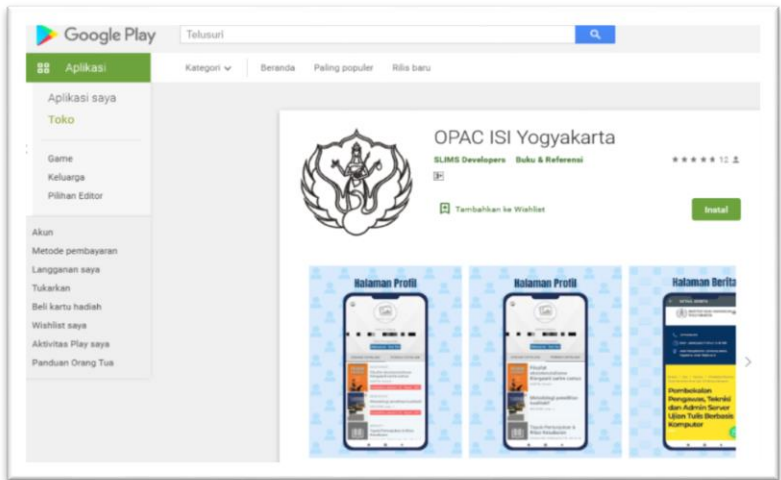 Google Play
Telusuri
Aplikasi
Kategori
Beranda
Paling populer
Rilis baru
Aplikasi saya
Toko
Game
Keluarga
Pilihan Editor
Akun
Metode pembayaran
Langganan saya
Tukarkan
Beli kartu hadiah
Wishlist saya
Aktivitas Play saya
Panduan Orang Tua
OPAC ISI Yogyakarta
SLIMS Developers Buku & Referensi
12
3+
Tambahkan ke Wishlist
Instal
Halaman Profil
Halaman Profil
Halaman Berita
Pembekalan
Pengawas, Teknisi
dan Admin Server
Ujian Tulis Berbasis
Komputer